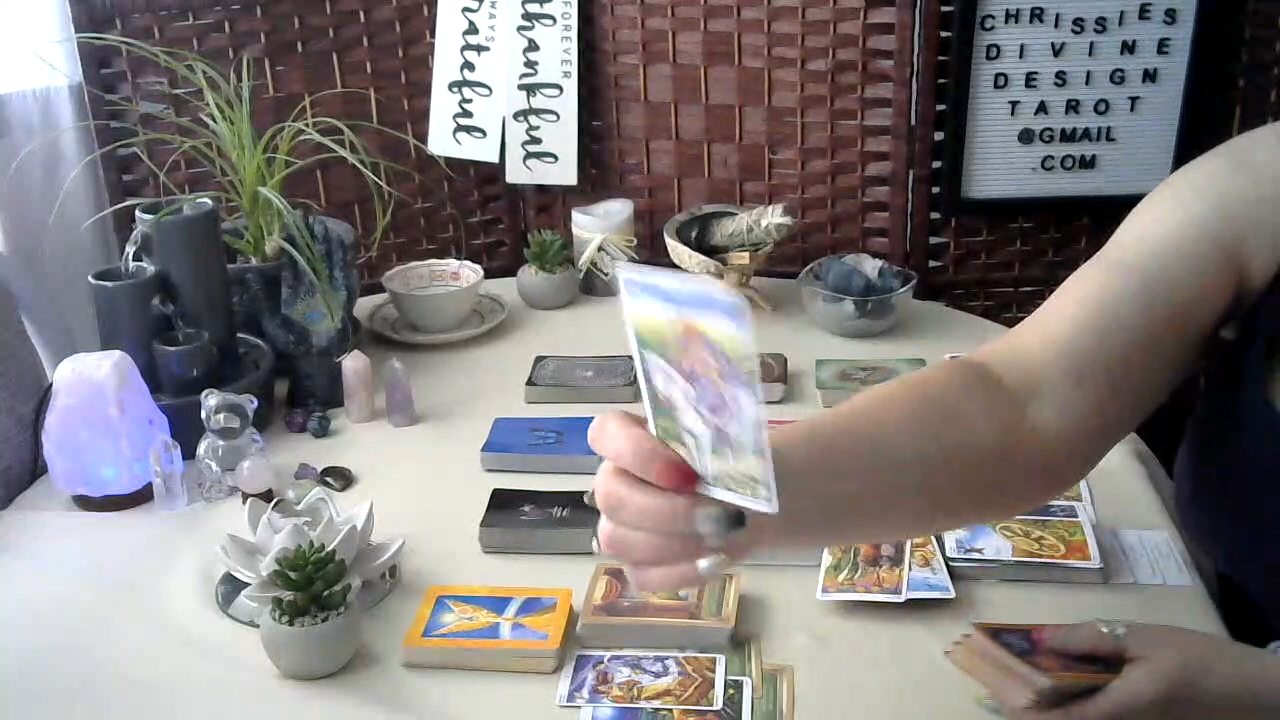 ALWAYS
grateful
FOREVER
thankful
CHRISSIES
DIVINE
DESIGN
TAROT
@GMAIL
.COM